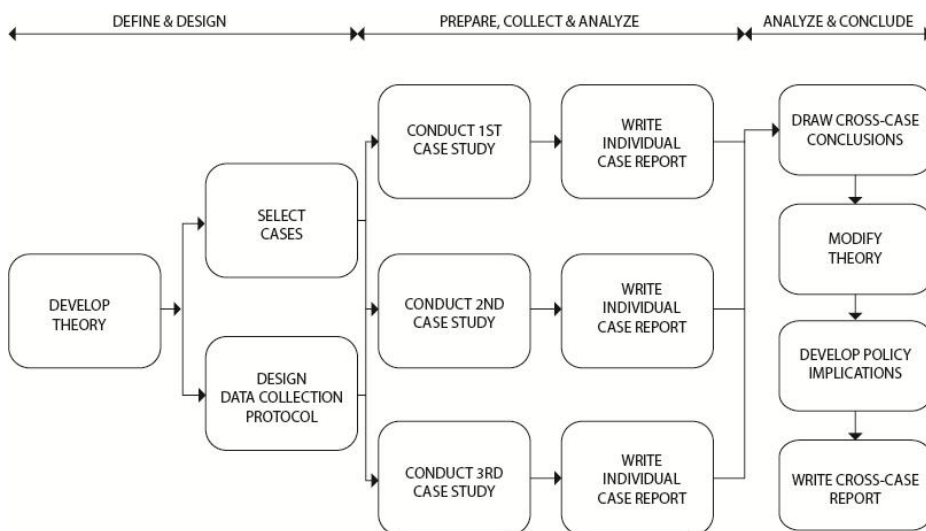 DEFINE & DESIGN
PREPARE, COLLECT & ANALYZE
ANALYZE & CONCLUDE
DEVELOP
THEORY
SELECT
CASES
DESIGN
DATA COLLECTION
PROTOCOL
CONDUCT 1ST
CASE STUDY
WRITE
INDIVIDUAL
CASE REPORT
CONDUCT 2ND
CASE STUDY
WRITE
INDIVIDUAL
CASE REPORT
CONDUCT 3RD
CASE STUDY
WRITE
INDIVIDUAL
CASE REPORT
DRAW CROSS-CASE
CONCLUSIONS
MODIFY
THEORY
DEVELOP POLICY
IMPLICATIONS
WRITE CROSS-CASE
REPORT